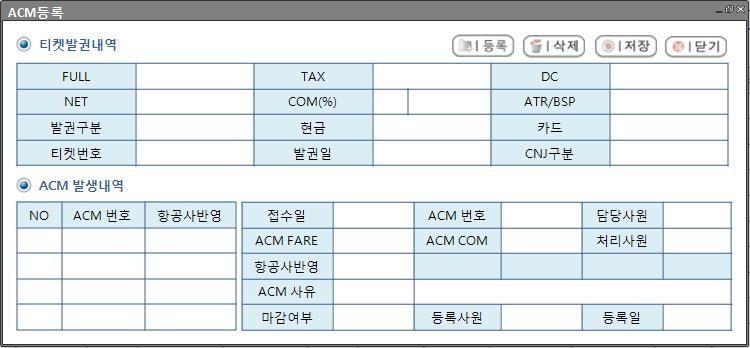 ACM등록
티켓발권내역 등록 삭제 저장 닫기
FULL TAX DC
NET COM(%) ATR/BSP
발권구분 현금 카드
티켓번호 발권일 CNJ구분
ACM 발생내역
NO ACM 번호 항공사반영 접수일 ACM 번호 담당사원
ACM FARE ACM COM 처리사원
항공사반영
ACM 사유
마감여부 등록사원 등록일